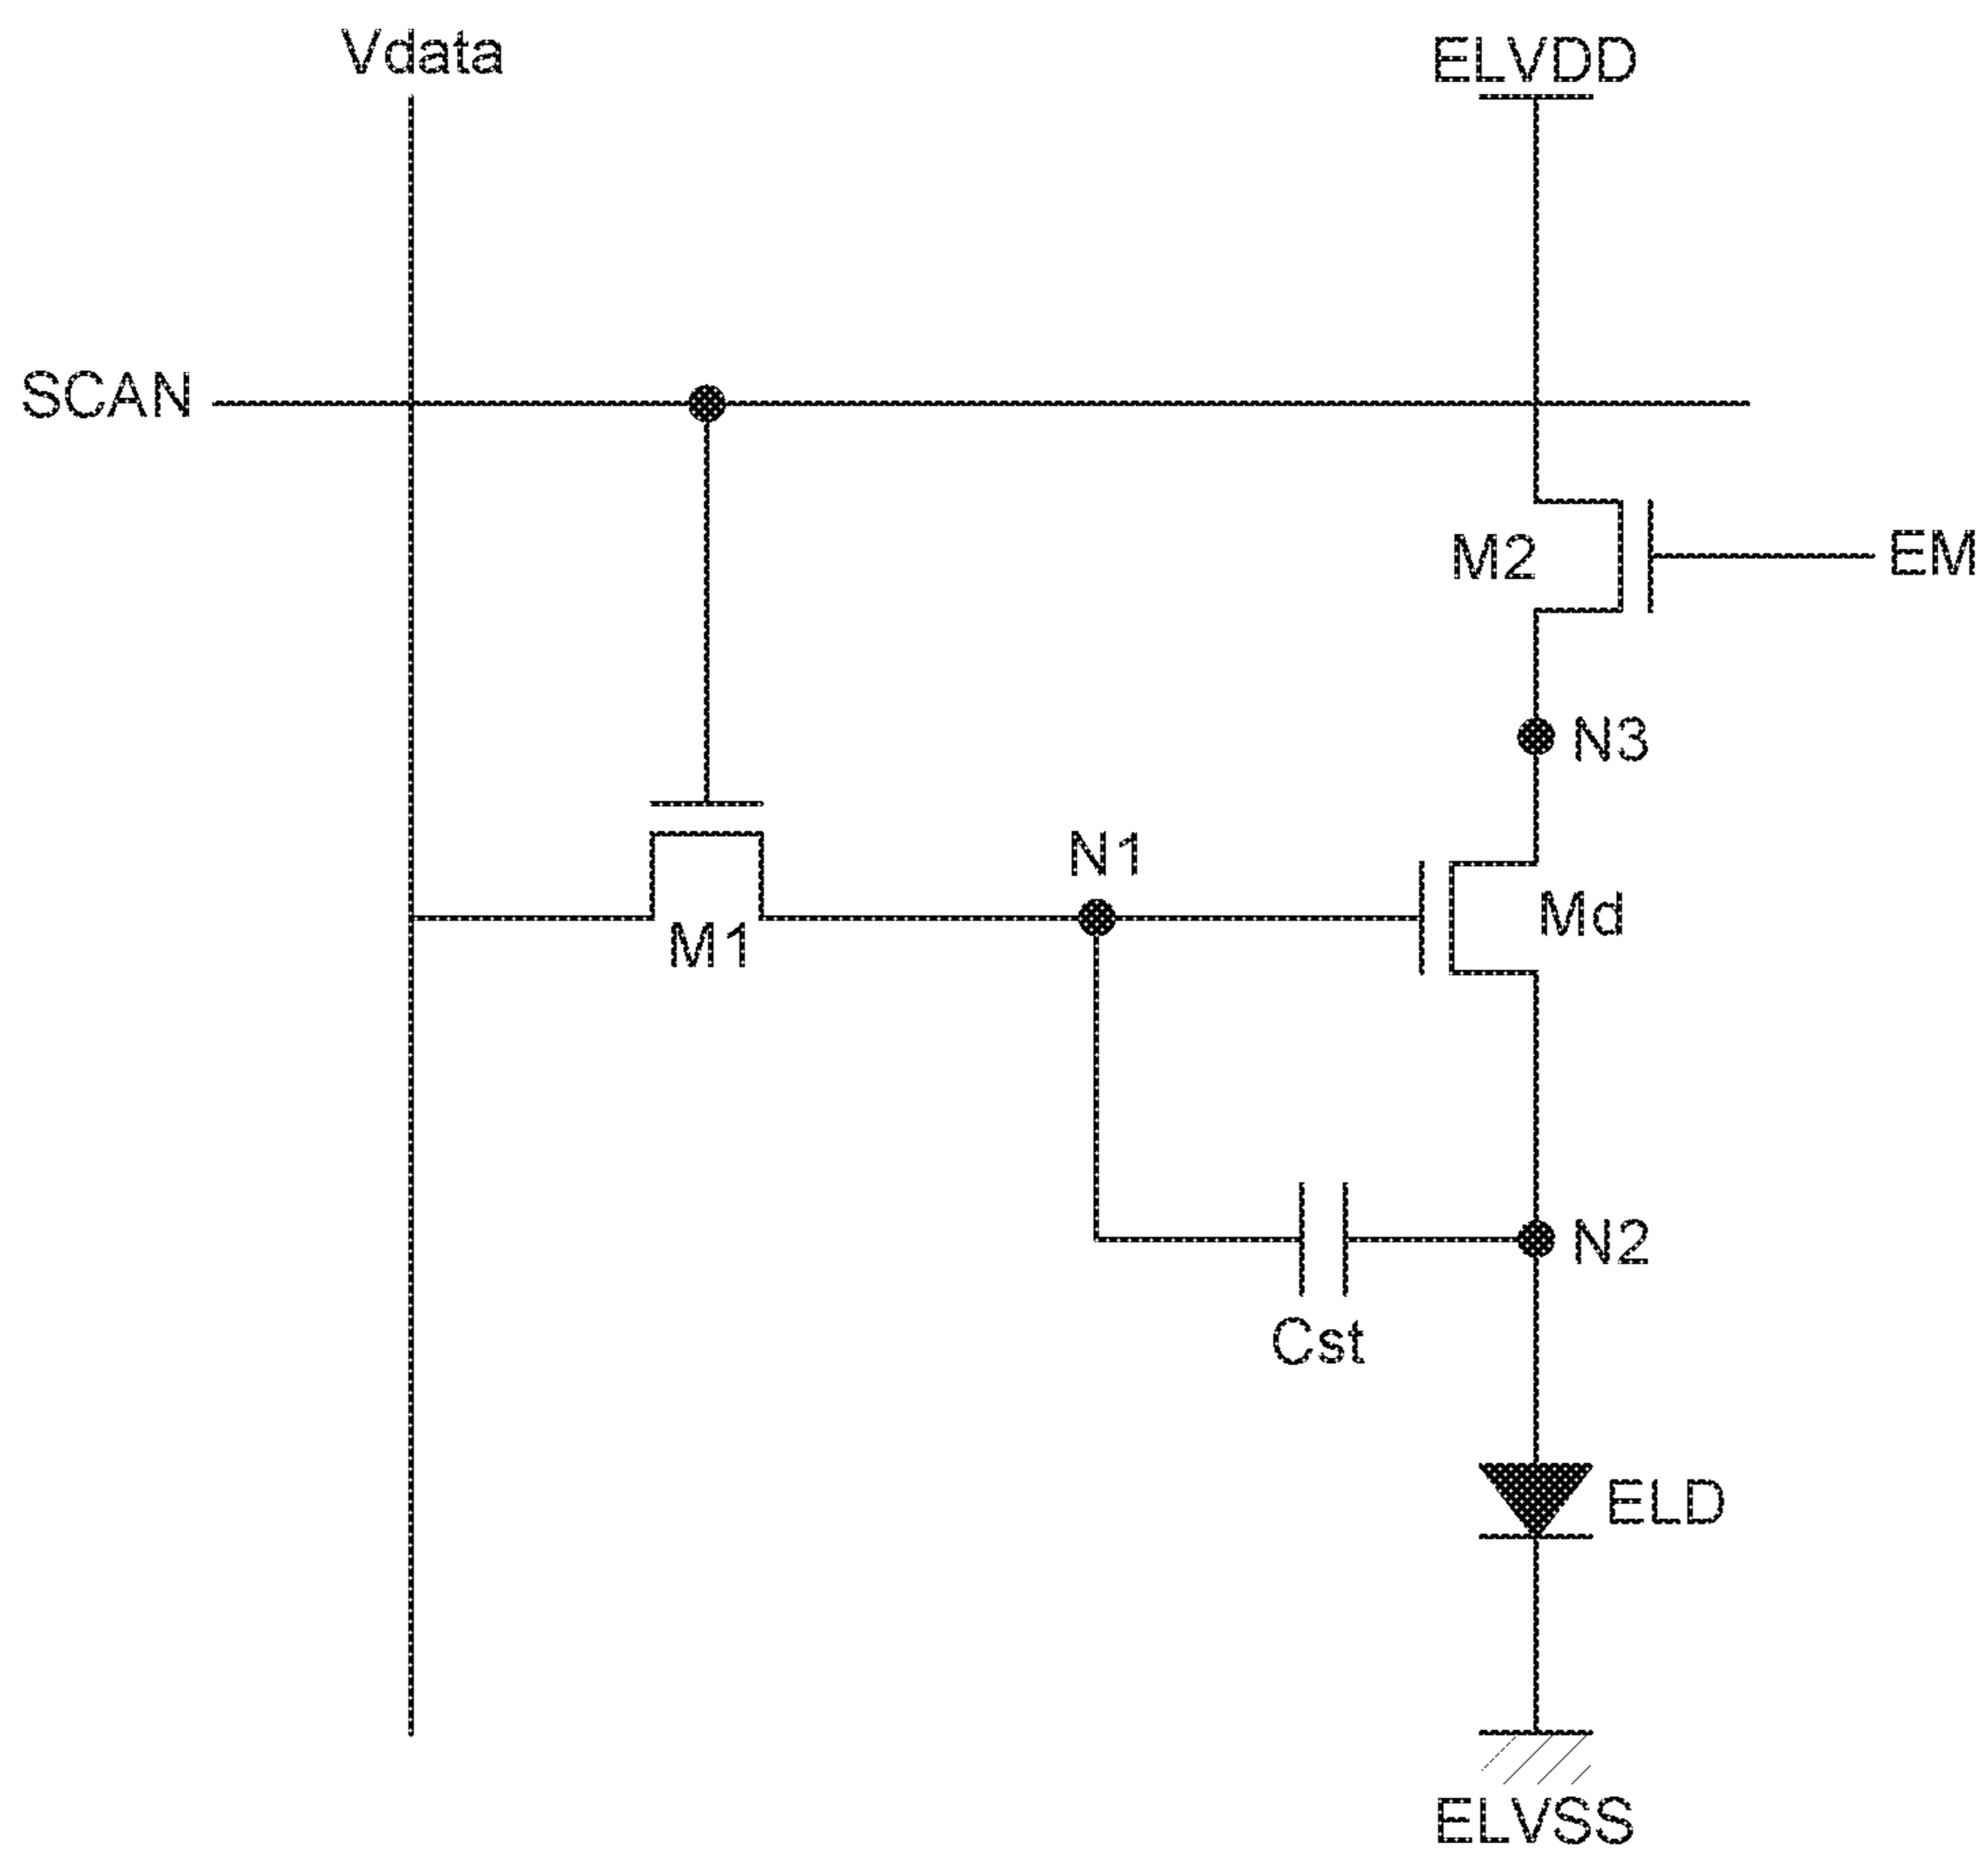 Vdata
ELVDD
SCAN
M2
EM
N3
N1
Md
M1
N2
Cst
ELD
ELVSS